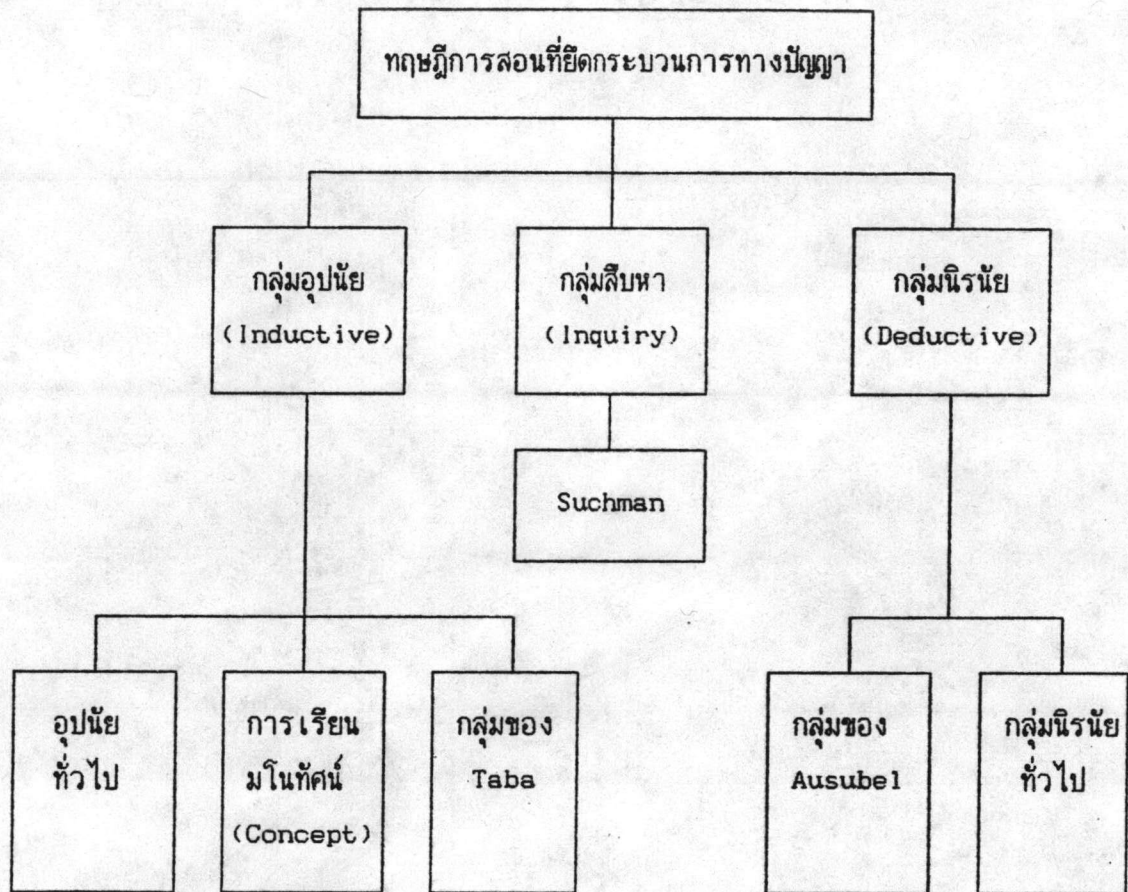 ทฤษฎีการสอนที่ยึดกระบวนการทางปัญญา
กลุ่มอุปนัย
(Inductive)
กลุ่มสืบหา
(Inquiry)
กลุ่มนิรนัย
(Deductive)
Suchman
อุปนัย
ทั่วไป
การเรียน
มโนทัศน์
(Concept)
กลุ่มของ
Taba
กลุ่มของ
Ausubel
กลุ่มนิรนัย
ทั่วไป